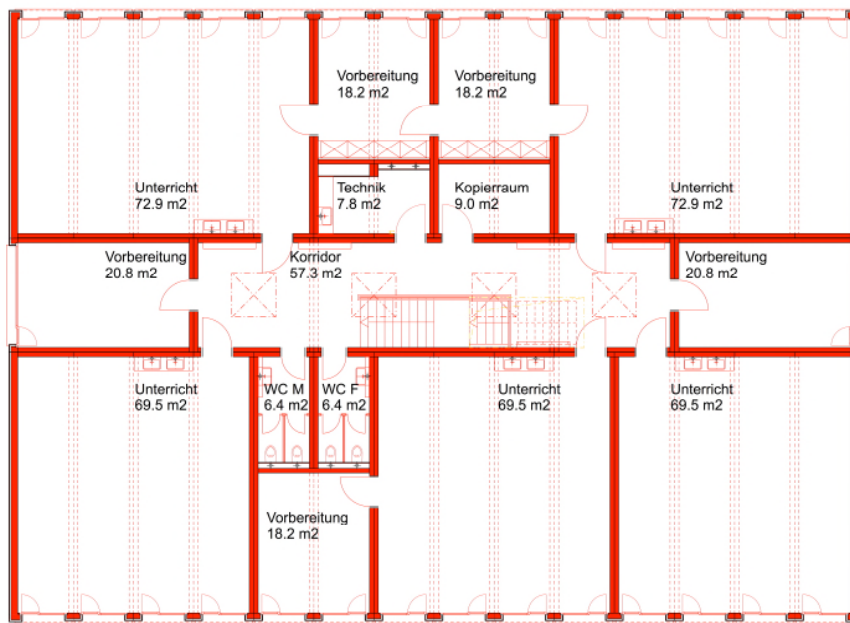 Vorbereitung
18.2 m2
Vorbereitung
18.2 m2
Unterricht
72.9 m2
Technik
7.8 m2
Kopierraum
9.0 m2
Unterricht
72.9 m2
Vorbereitung
20.8 m2
Korridor
57.3 m2
Vorbereitung
20.8 m2
Unterricht
69.5 m2
WC M
6.4 m2
WC F
6.4 m2
Unterricht
69.5 m2
Unterricht
69.5 m2
Vorbereitung
18.2 m2